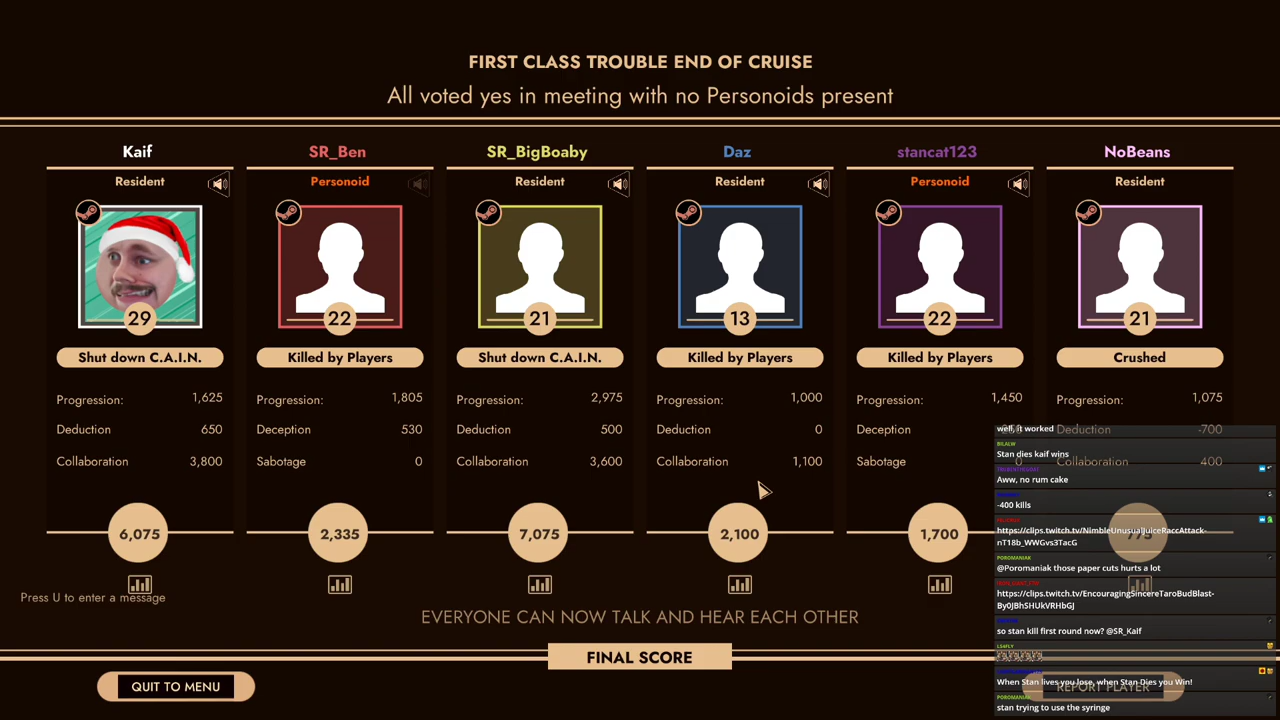 FIRST CLASS TROUBLE END OF CRUISE
All voted yes in meeting with no Personoids present
Kaif SR_Ben SR_BigBoaby Daz stancat123 NoBeans
Resident Personoid Resident Resident Personoid Resident
29 22 21 13 22 21
Shut down C.A.I.N. Killed by Players Shut down C.A.I.N. Killed by Players Killed by Players Crushed
Progression: 1,625 Progression: 1,805 Progression: 2,975 Progression: 1,000 Progression: 1,450 Progression: 1,075
Deduction 650 Deception 530 Deduction 500 Deduction 0 Deception Deduction -700
Collaboration 3,800 Sabotage 0 Collaboration 3,600 Collaboration 1,100 Sabotage 0 Collaboration 400
6,075 2,335 7,075 2,100 1,700
Press U to enter a message
EVERYONE CAN NOW TALK AND HEAR EACH OTHER
FINAL SCORE
QUIT TO MENU
REPORT PLAYER
well, it worked
Stan dies kaif wins
Aww, no rum cake
-400 kills
https://clips.twitch.tv/NimbleUnusualJuiceRaccAttack-
nT18b_WWGvs3TacG
POROMANIAK
@Poromaniak those paper cuts hurts a lot
https://clips.twitch.tv/EncouragingSincereTaroBudBlast-
By0JBhSHUkVRHbGJ
so stan kill first round now? @SR_Kaif
When Stan lives you lose, when Stan Dies you Win!
POROMANIAK
stan trying to use the syringe